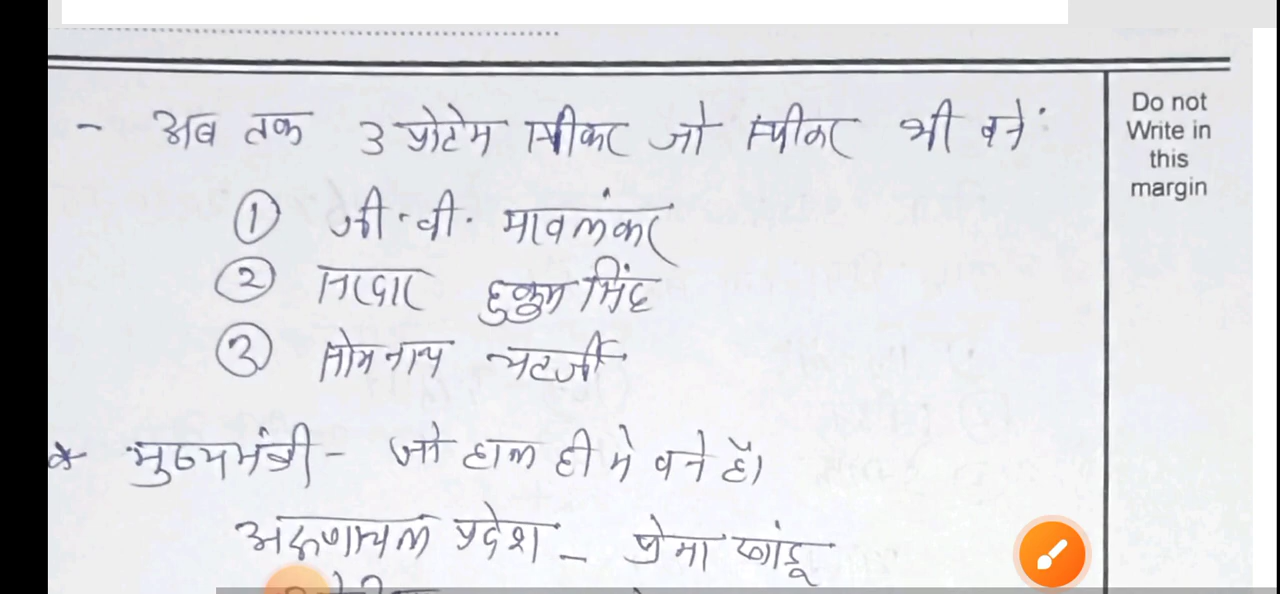 - अब तक 3 प्रोटेम स्पीकर जो स्पीकर भी बने:
① जी.वी. मावलंकर
② सरदार हुकुम सिंह
③ सोमनाथ चटर्जी
* मुख्यमंत्री - जो हाल ही मे बने हैं।
अरूणाचल प्रदेश - प्रेमा खांडू
Do not
Write in
this
margin